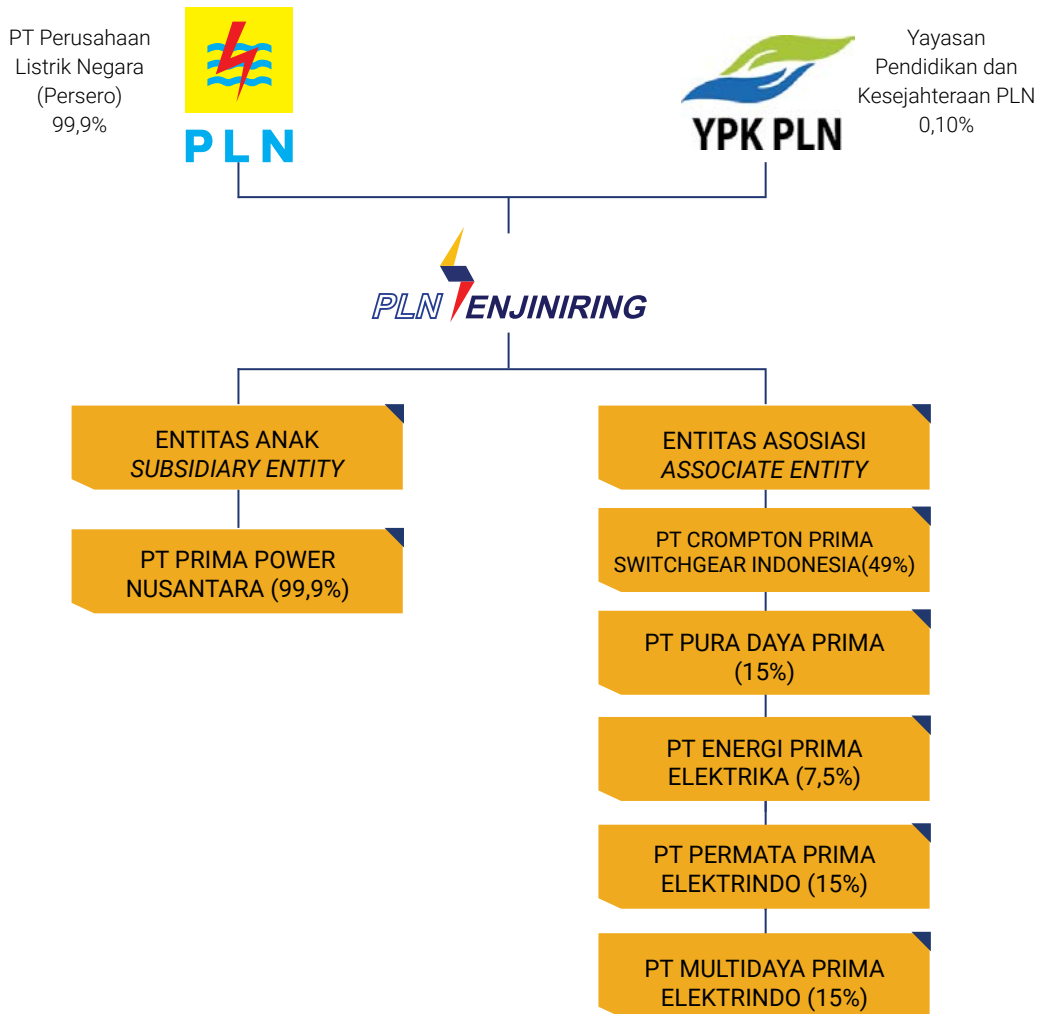 PT Perusahaan
Listrik Negara
(Persero)
99,9%
PLN
YPK PLN
Yayasan
Pendidikan dan
Kesejahteraan PLN
0,10%
PLN ENJINIRING
ENTITAS ANAK
SUBSIDIARY ENTITY
PT PRIMA POWER
NUSANTARA (99,9%)
ENTITAS ASOSIASI
ASSOCIATE ENTITY
PT CROMPTON PRIMA
SWITCHGEAR INDONESIA(49%)
PT PURA DAYA PRIMA
(15%)
PT ENERGI PRIMA
ELEKTRIKA (7,5%)
PT PERMATA PRIMA
ELEKTRINDO (15%)
PT MULTIDAYA PRIMA
ELEKTRINDO (15%)